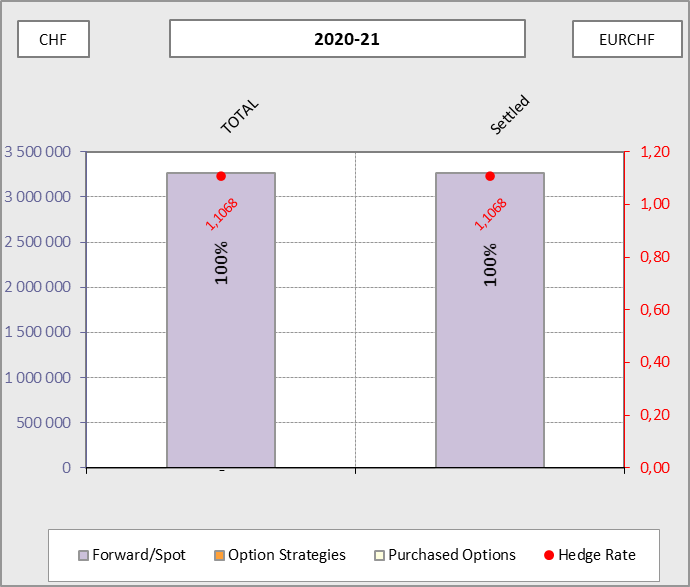 CHF 2020-21 EURCHF
TOTAL Settled
3 500 000 1,20
3 000 000 1,00
2 500 000 0,80
2 000 000 0,60
1 500 000 0,40
1 000 000 0,20
500 000 0,00
0
1,1068 1,1068
100% 100%
-
Forward/Spot Option Strategies Purchased Options Hedge Rate